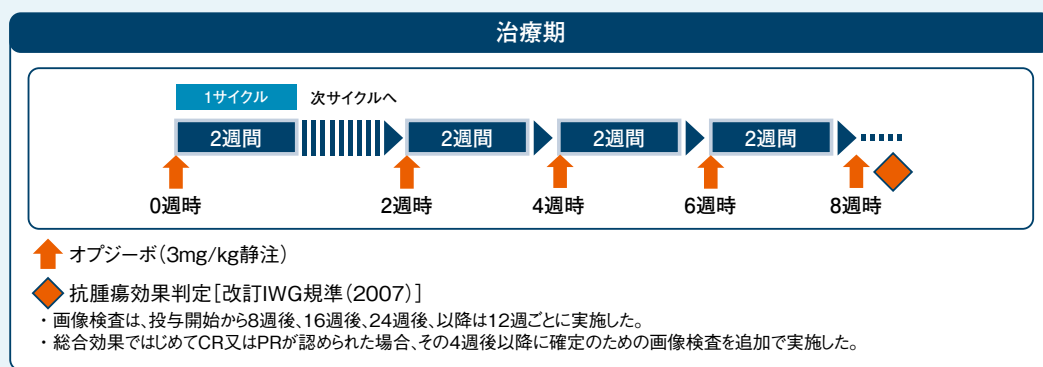 治療期
1サイクル 次サイクルへ
2週間 2週間 2週間 2週間
0週時 2週時 4週時 6週時 8週時
オプジーボ(3mg/kg静注)
抗腫瘍効果判定[改訂IWG規準(2007)]
・画像検査は、投与開始から8週後、16週後、24週後、以降は12週ごとに実施した。
・総合効果ではじめてCR又はPRが認められた場合、その4週後以降に確定のための画像検査を追加で実施した。